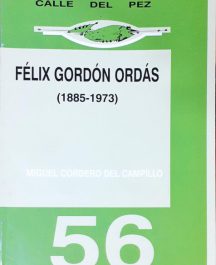 CALLE DEL PEZ
FÉLIX GORDÓN ORDÁS
(1885-1973)
MIGUEL CORDERO DEL CAMPILLO
56